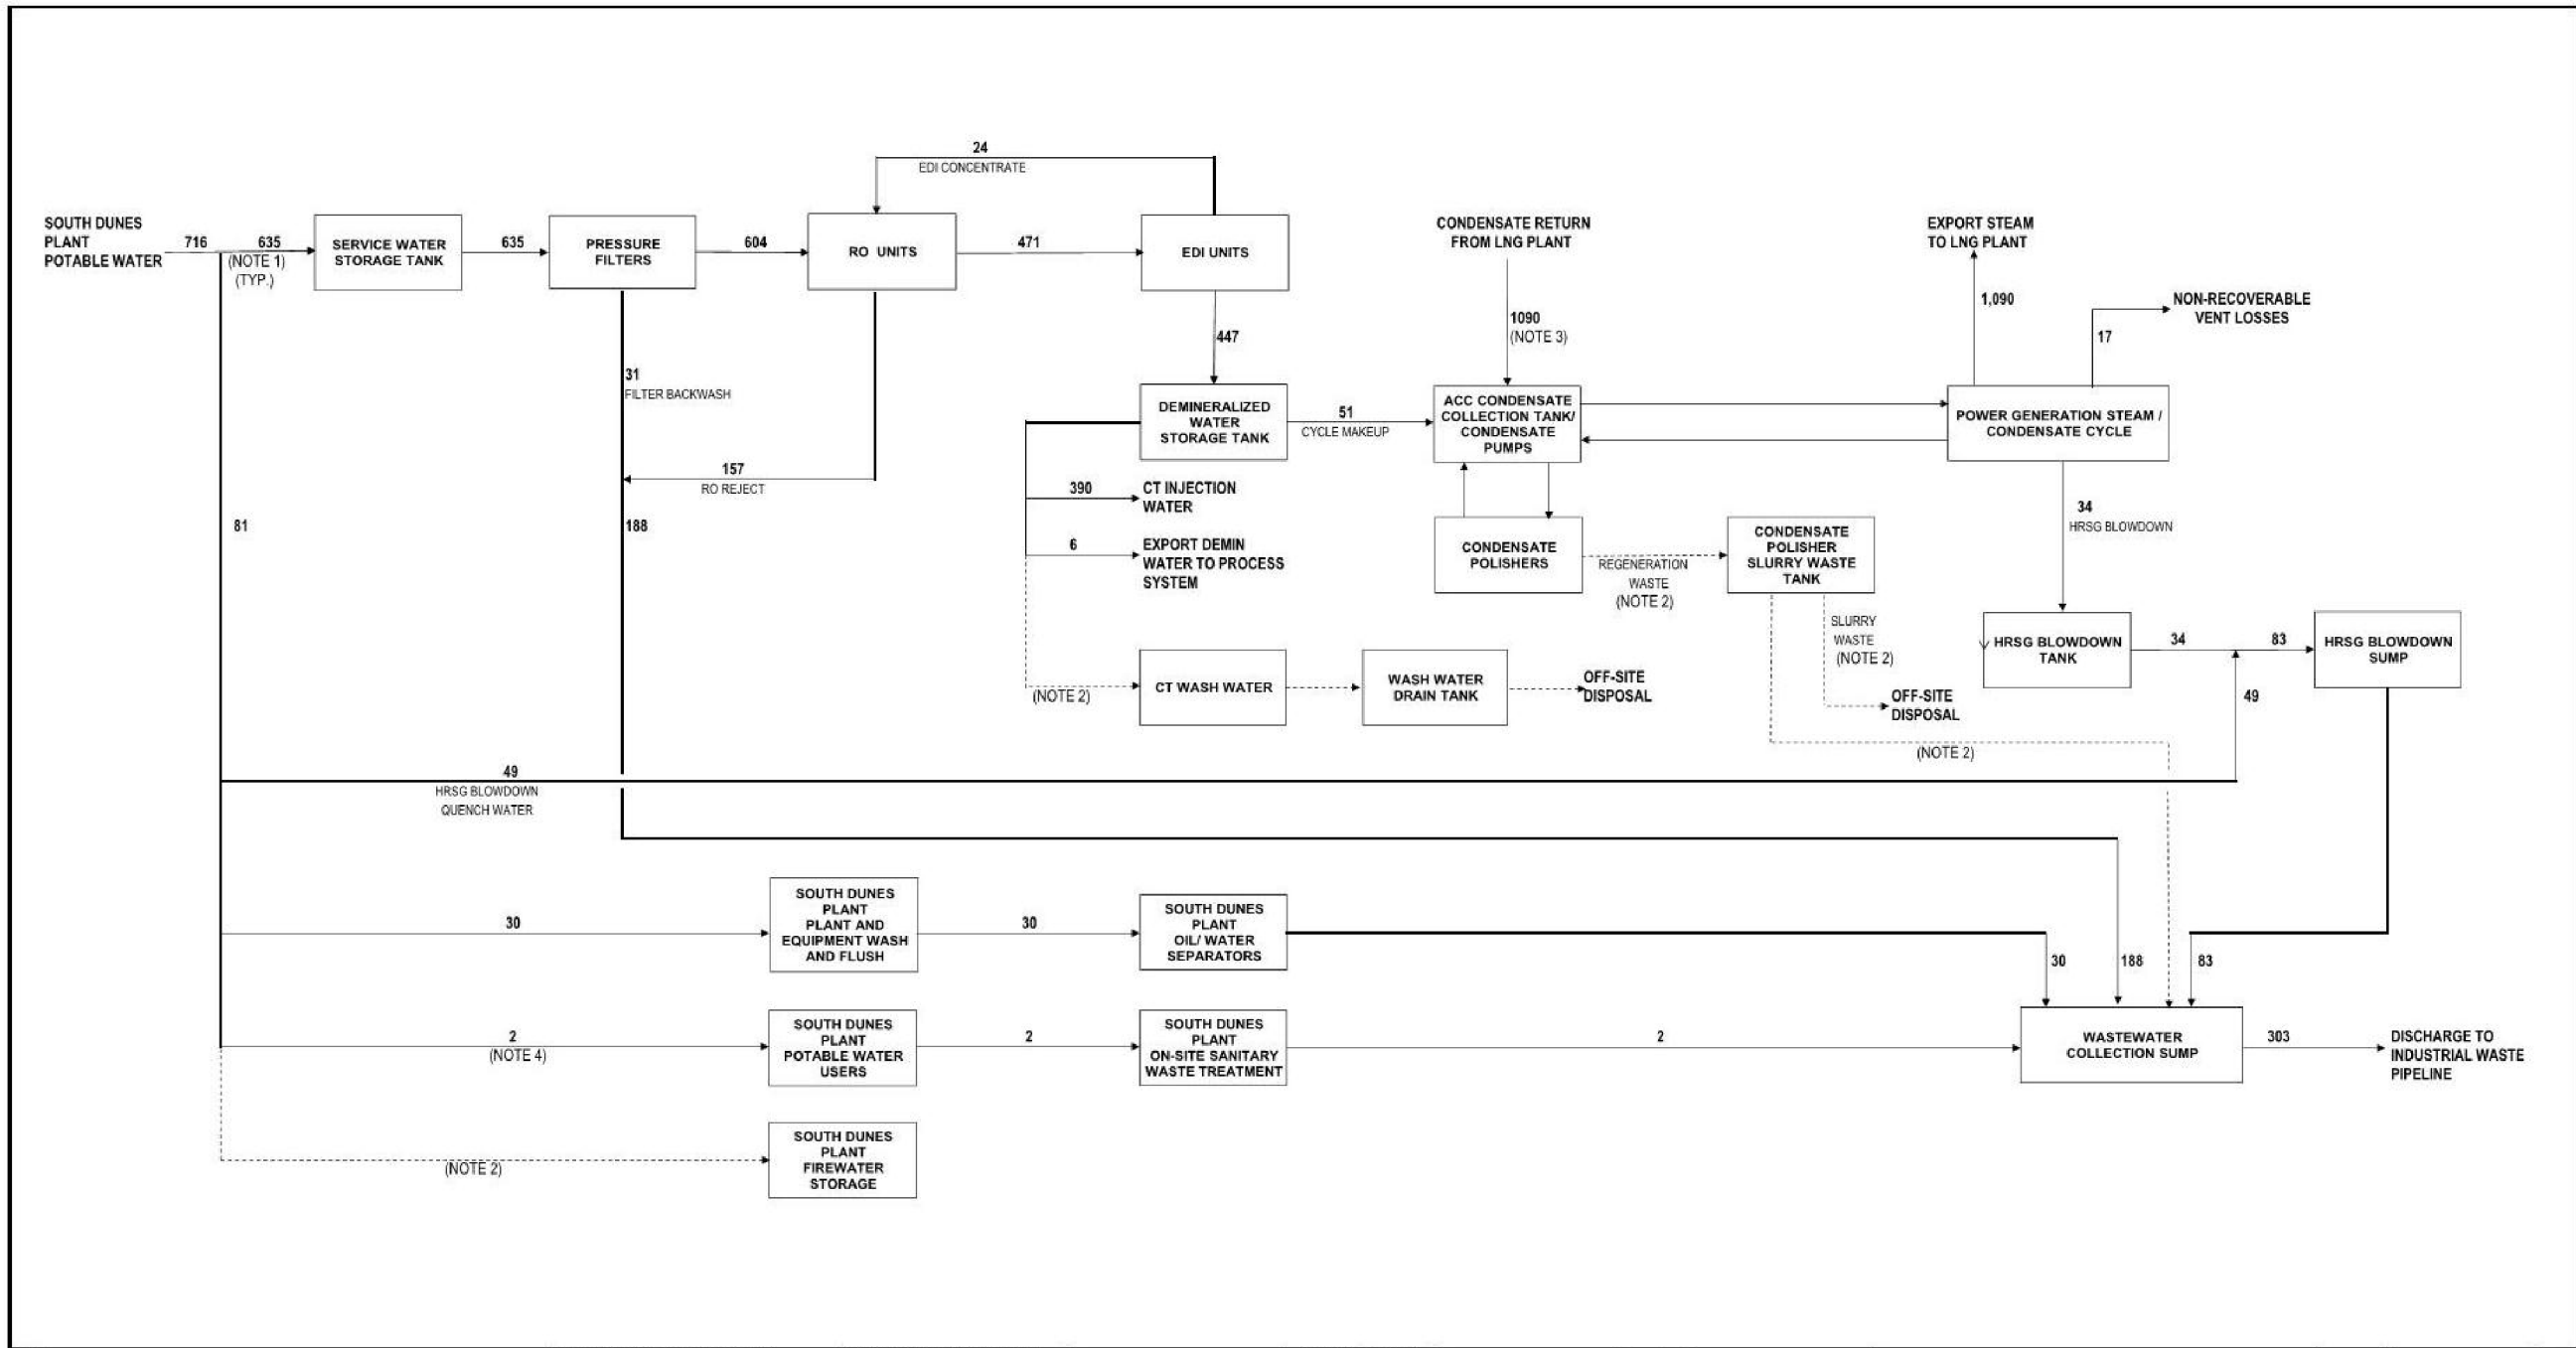 24
EDI CONCENTRATE
SOUTH DUNES
PLANT
POTABLE WATER
716
635
(NOTE 1)
(TYP.)
SERVICE WATER
STORAGE TANK
635
PRESSURE
FILTERS
604
RO UNITS
471
EDI UNITS
CONDENSATE RETURN
FROM LNG PLANT
EXPORT STEAM
TO LNG PLANT
1,090
NON-RECOVERABLE
VENT LOSSES
17
1090
(NOTE 3)
447
31
FILTER BACKWASH
DEMINERALIZED
WATER
STORAGE TANK
51
CYCLE MAKEUP
ACC CONDENSATE
COLLECTION TANK/
CONDENSATE
PUMPS
POWER GENERATION STEAM /
CONDENSATE CYCLE
157
RO REJECT
390
CT INJECTION
WATER
81
188
6
EXPORT DEMIN
WATER TO PROCESS
SYSTEM
CONDENSATE
POLISHERS
REGENERATION
WASTE
(NOTE 2)
CONDENSATE
POLISHER
SLURRY WASTE
TANK
34
HRSG BLOWDOWN
SLURRY
WASTE
(NOTE 2)
HRSG BLOWDOWN
TANK
34
83
HRSG BLOWDOWN
SUMP
(NOTE 2)
CT WASH WATER
WASH WATER
DRAIN TANK
OFF-SITE
DISPOSAL
OFF-SITE
DISPOSAL
49
(NOTE 2)
49
HRSG BLOWDOWN
QUENCH WATER
30
SOUTH DUNES
PLANT
PLANT AND
EQUIPMENT WASH
AND FLUSH
30
SOUTH DUNES
PLANT
OIL/ WATER
SEPARATORS
30
188
83
2
(NOTE 4)
SOUTH DUNES
PLANT
POTABLE WATER
USERS
2
SOUTH DUNES
PLANT
ON-SITE SANITARY
WASTE TREATMENT
2
WASTEWATER
COLLECTION SUMP
303
DISCHARGE TO
INDUSTRIAL WASTE
PIPELINE
(NOTE 2)
SOUTH DUNES
PLANT
FIREWATER
STORAGE